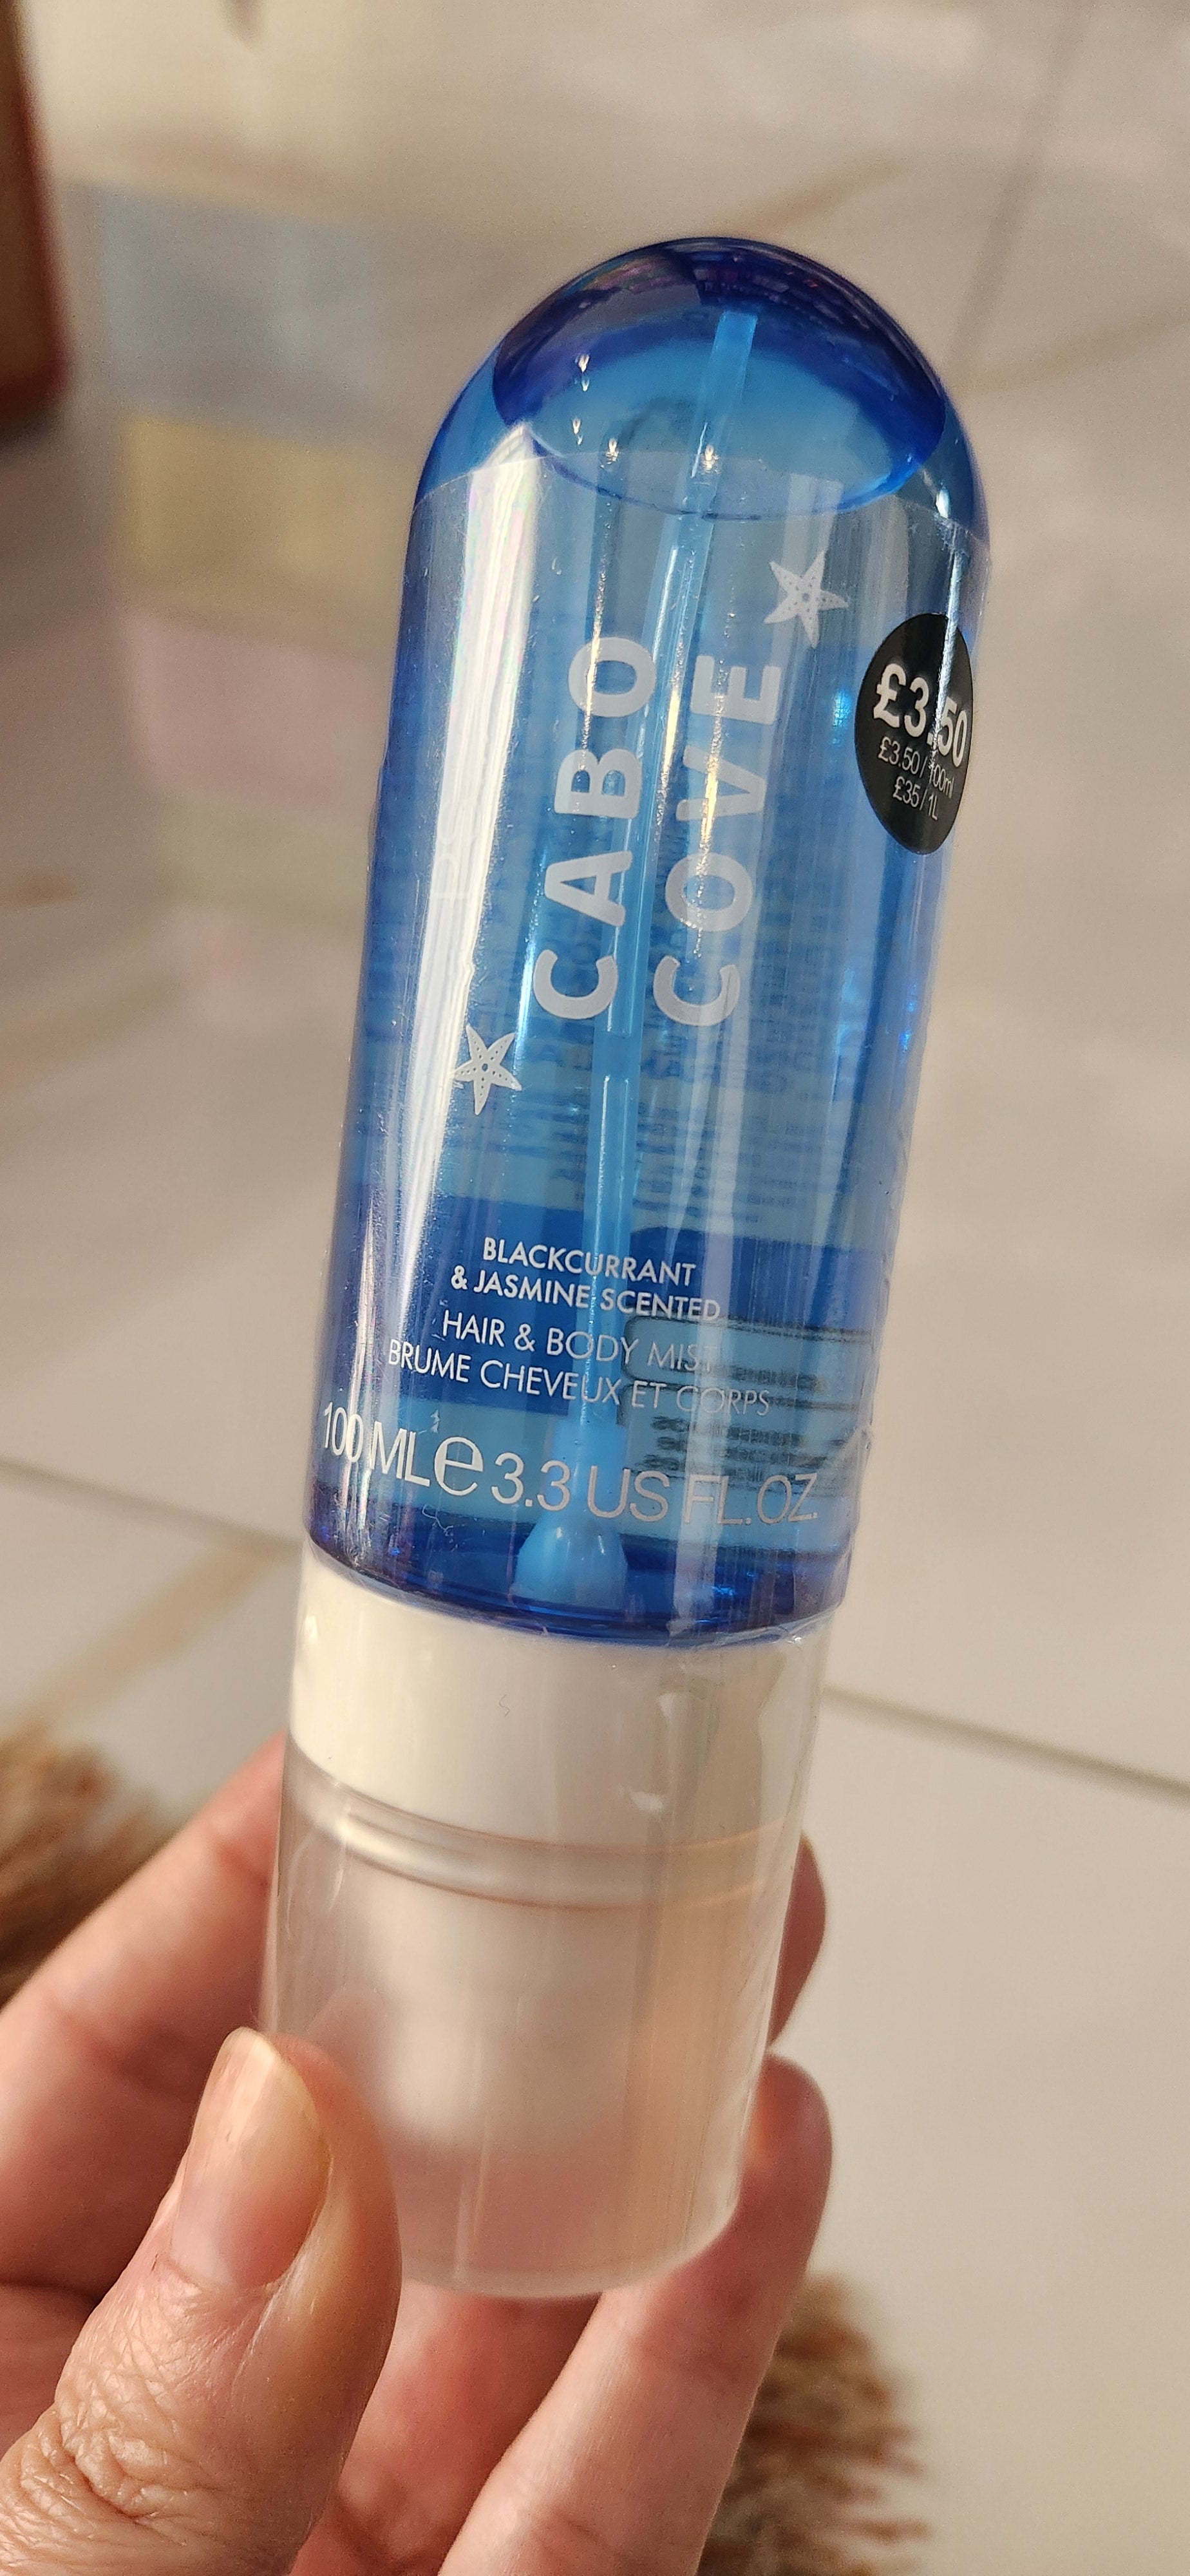 CABO
COVE
£3.50
£3.50/100ml
£35/1L
BLACKCURRANT
& JASMINE SCENTED
HAIR & BODY MIST
BRUME CHEVEUX ET CORPS
100 ML e 3.3 US FL.OZ.